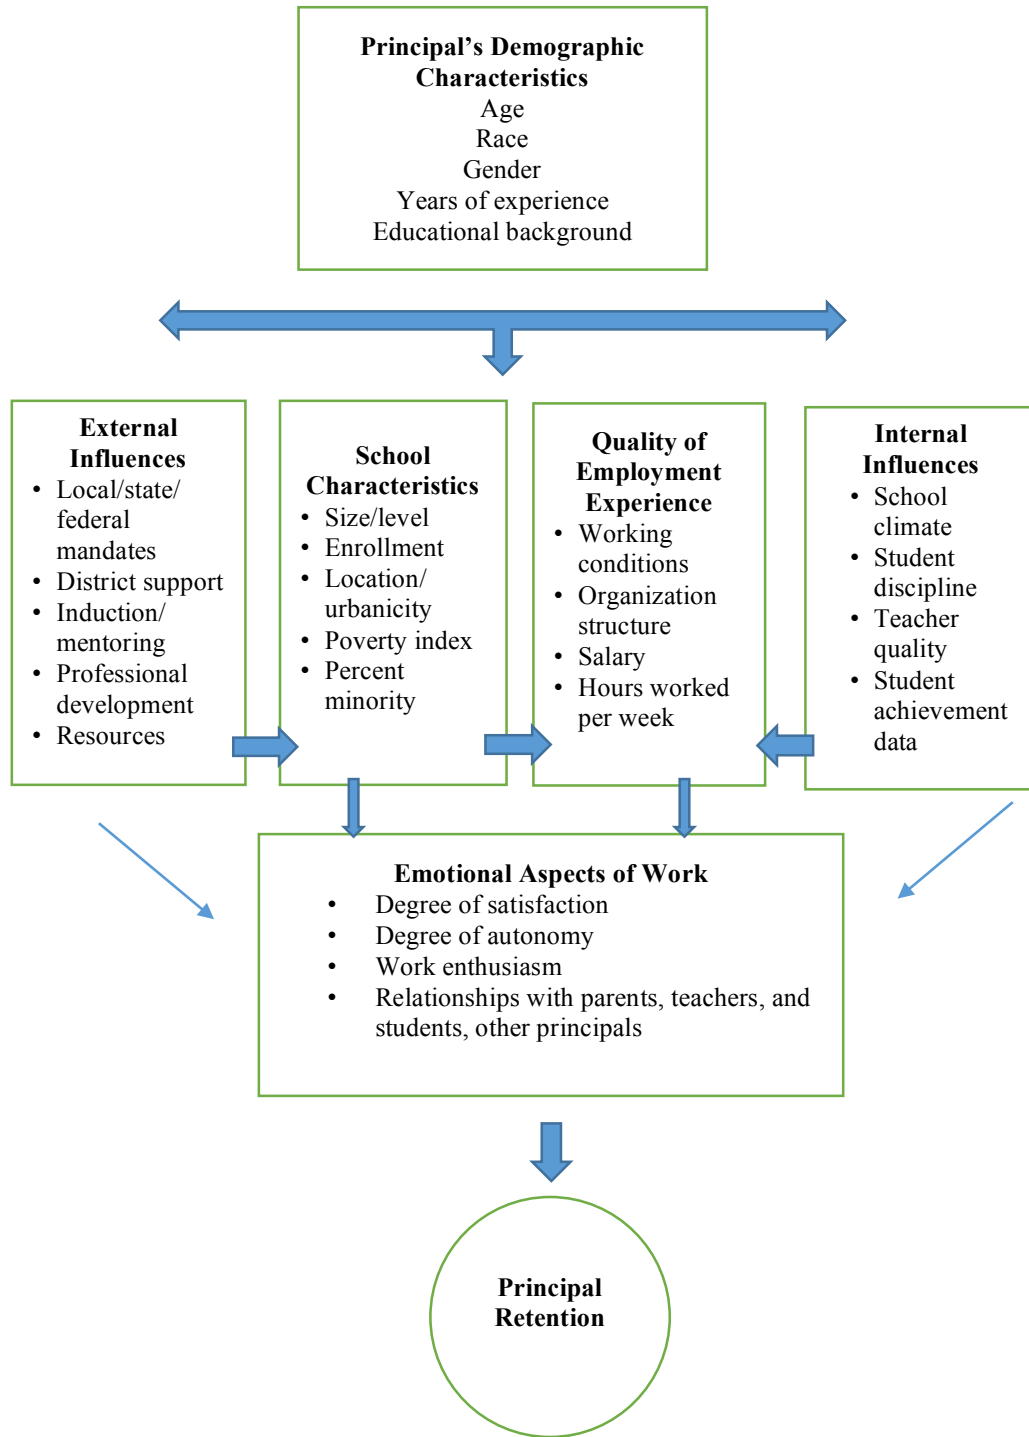 Principal’s Demographic
Characteristics
Age
Race
Gender
Years of experience
Educational background
External
Influences
• Local/state/
federal
mandates
• District support
• Induction/
mentoring
• Professional
development
• Resources
School
Characteristics
• Size/level
• Enrollment
• Location/
urbanicity
• Poverty index
• Percent
minority
Quality of
Employment
Experience
• Working
conditions
• Organization
structure
• Salary
• Hours worked
per week
Internal
Influences
• School
climate
• Student
discipline
• Teacher
quality
• Student
achievement
data
Emotional Aspects of Work
• Degree of satisfaction
• Degree of autonomy
• Work enthusiasm
• Relationships with parents, teachers, and
students, other principals
Principal
Retention